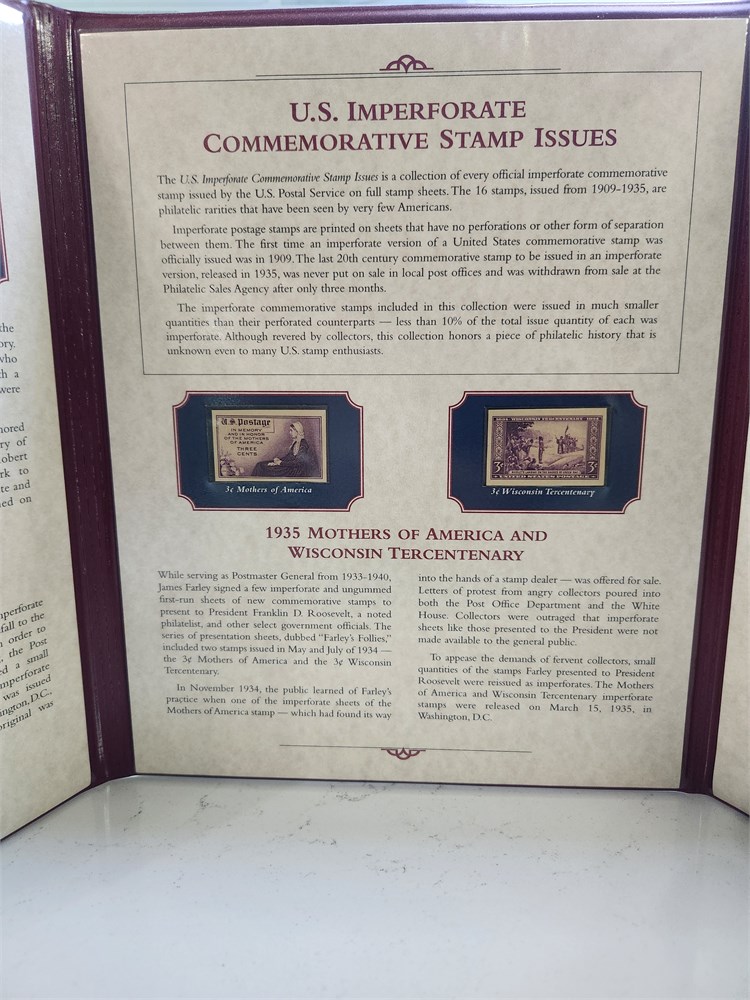 U.S. IMPERFORATE
COMMEMORATIVE STAMP ISSUES
The U.S. Imperforate Commemorative Stamp Issues is a collection of every official imperforate commemorative
stamp issued by the U.S. Postal Service on full stamp sheets. The 16 stamps, issued from 1909-1935, are
philatelic rarities that have been seen by very few Americans.
Imperforate postage stamps are printed on sheets that have no perforations or other form of separation
between them. The first time an imperforate version of a United States commemorative stamp was
officially issued was in 1909. The last 20th century commemorative stamp to be issued in an imperforate
version, released in 1935, was never put on sale in local post offices and was withdrawn from sale at the
Philatelic Sales Agency after only three months.
The imperforate commemorative stamps included in this collection were issued in much smaller
quantities than their perforated counterparts — less than 10% of the total issue quantity of each was
imperforate. Although revered by collectors, this collection honors a piece of philatelic history that is
unknown even to many U.S. stamp enthusiasts.
U.S. Postage
IN MEMORY
AND IN HONOR
OF THE MOTHERS
OF AMERICA
THREE
CENTS
3¢ Mothers of America
1634 WISCONSIN TERCENTENARY 1934
3¢ 3¢
UNITED STATES POSTAGE
3¢ Wisconsin Tercentenary
1935 MOTHERS OF AMERICA AND
WISCONSIN TERCENTENARY
While serving as Postmaster General from 1933-1940,
James Farley signed a few imperforate and ungummed
first-run sheets of new commemorative stamps to
present to President Franklin D. Roosevelt, a noted
philatelist, and other select government officials. The
series of presentation sheets, dubbed "Farley's Follies,"
included two stamps issued in May and July of 1934 —
the 3¢ Mothers of America and the 3¢ Wisconsin
Tercentenary.
In November 1934, the public learned of Farley's
practice when one of the imperforate sheets of the
Mothers of America stamp — which had found its way
into the hands of a stamp dealer — was offered for sale.
Letters of protest from angry collectors poured into
both the Post Office Department and the White
House. Collectors were outraged that imperforate
sheets like those presented to the President were not
made available to the general public.
To appease the demands of fervent collectors, small
quantities of the stamps Farley presented to President
Roosevelt were reissued as imperforates. The Mothers
of America and Wisconsin Tercentenary imperforate
stamps were released on March 15, 1935, in
Washington, D.C.